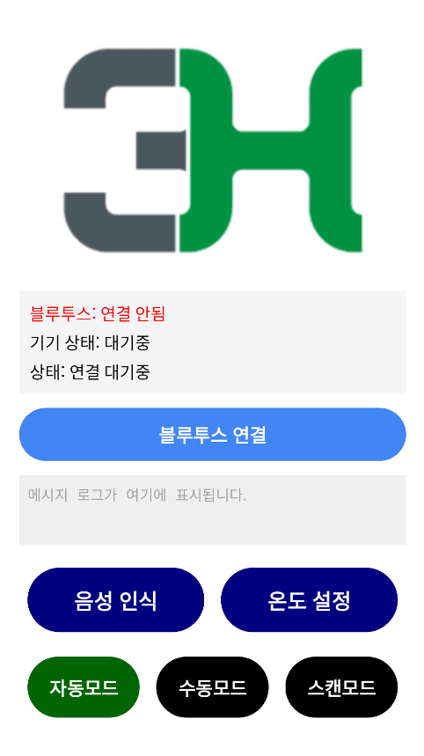 3H
블루투스: 연결 안됨
기기 상태: 대기중
상태: 연결 대기중
블루투스 연결
메시지 로그가 여기에 표시됩니다.
음성 인식
온도 설정
자동모드
수동모드
스캔모드